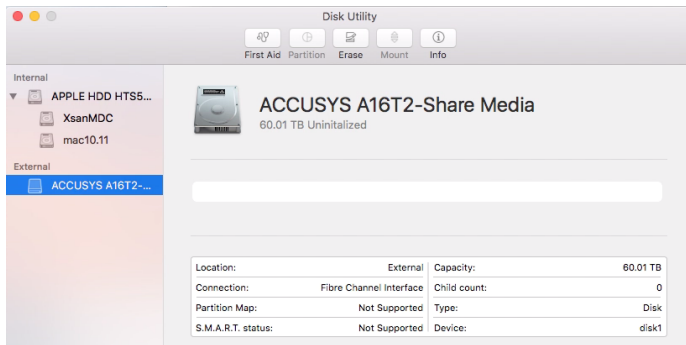 Disk Utility
First Aid Partition Erase Mount Info
Internal
APPLE HDD HTS5...
XsanMDC
mac10.11
External
ACCUSYS A16T2-...
ACCUSYS A16T2-Share Media
60.01 TB Uninitalized
Location: External Capacity: 60.01 TB
Connection: Fibre Channel Interface Child count: 0
Partition Map: Not Supported Type: Disk
S.M.A.R.T. status: Not Supported Device: disk1